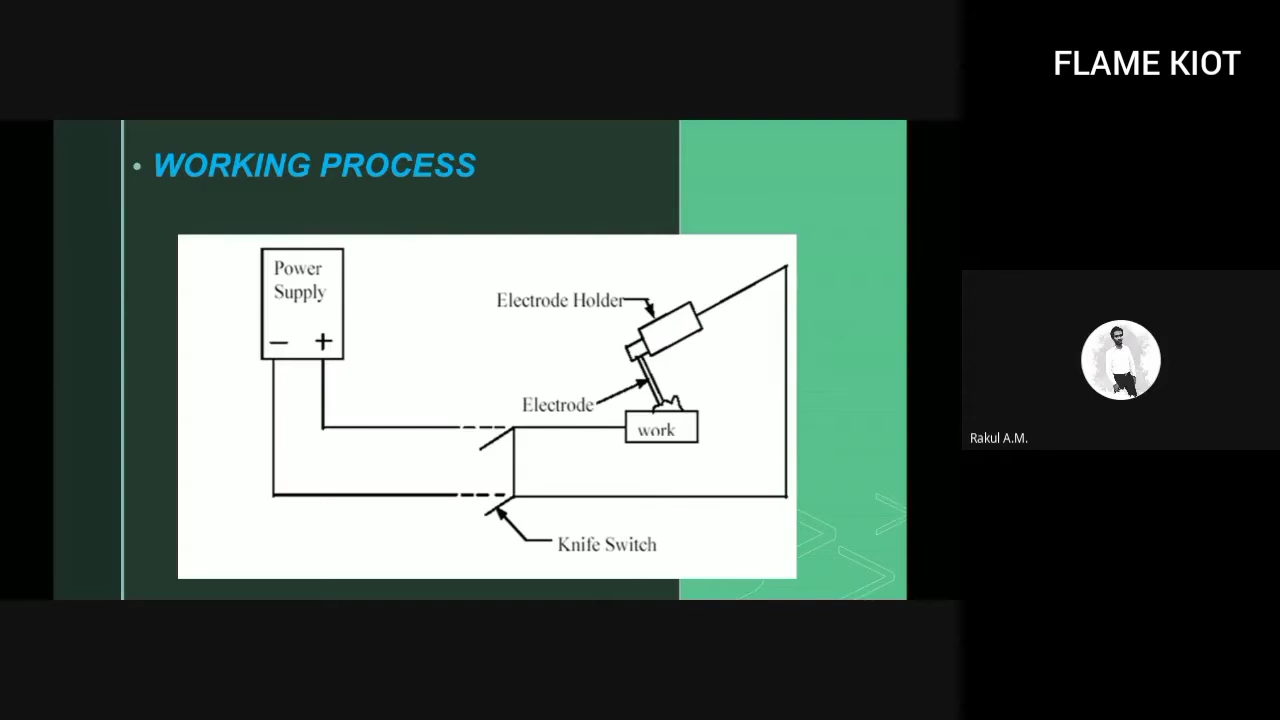 FLAME KIOT
• WORKING PROCESS
Power
Supply
− +
Electrode Holder
Electrode
work
Knife Switch
Rakul A.M.